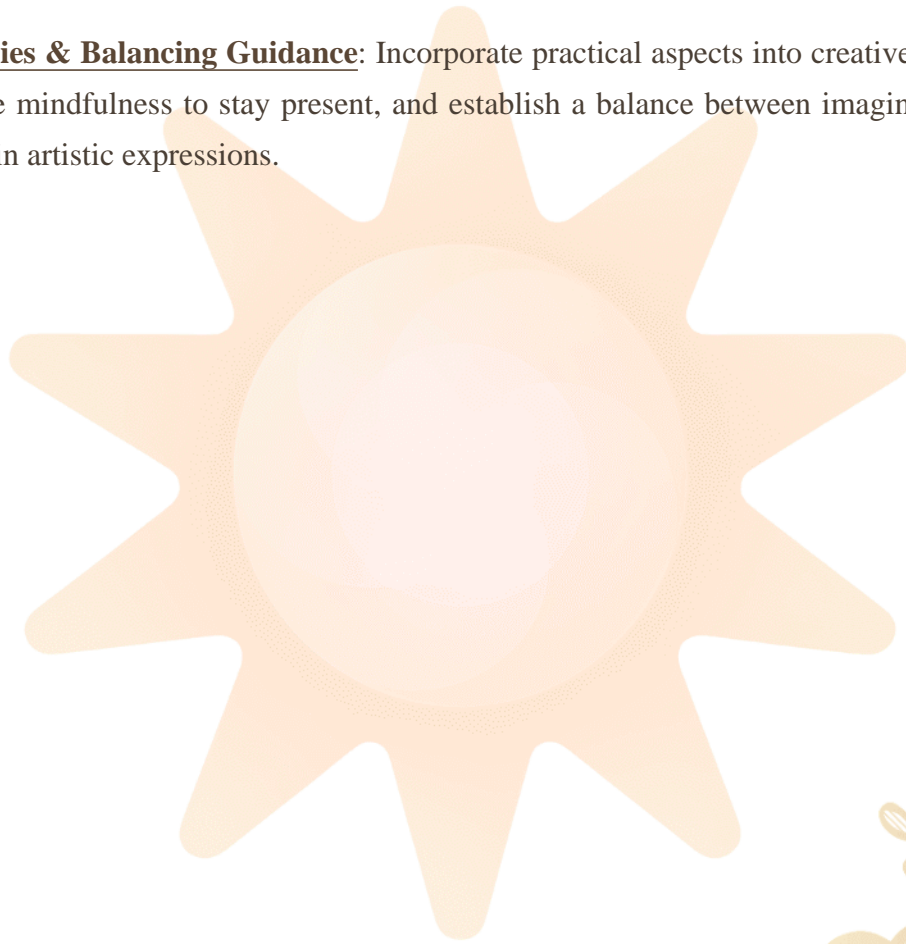 ies & Balancing Guidance: Incorporate practical aspects into creative
e mindfulness to stay present, and establish a balance between imagin
in artistic expressions.